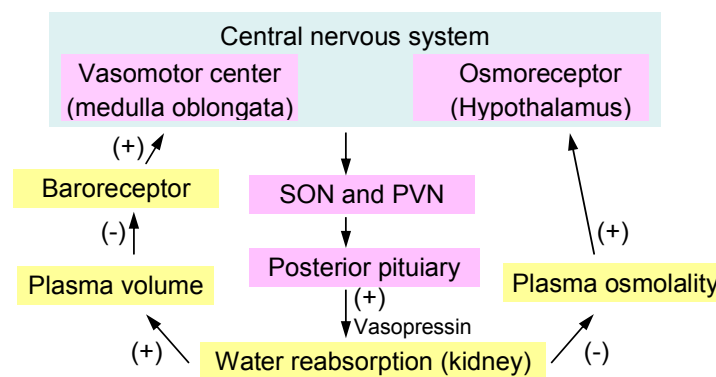 Central nervous system
Vasomotor center
(medulla oblongata)
Osmoreceptor
(Hypothalamus)
(+)
Baroreceptor
SON and PVN
(-)
(+)
Posterior pituiary
Plasma volume
(+)
Plasma osmolality
Vasopressin
(+)
Water reabsorption (kidney)
(-)